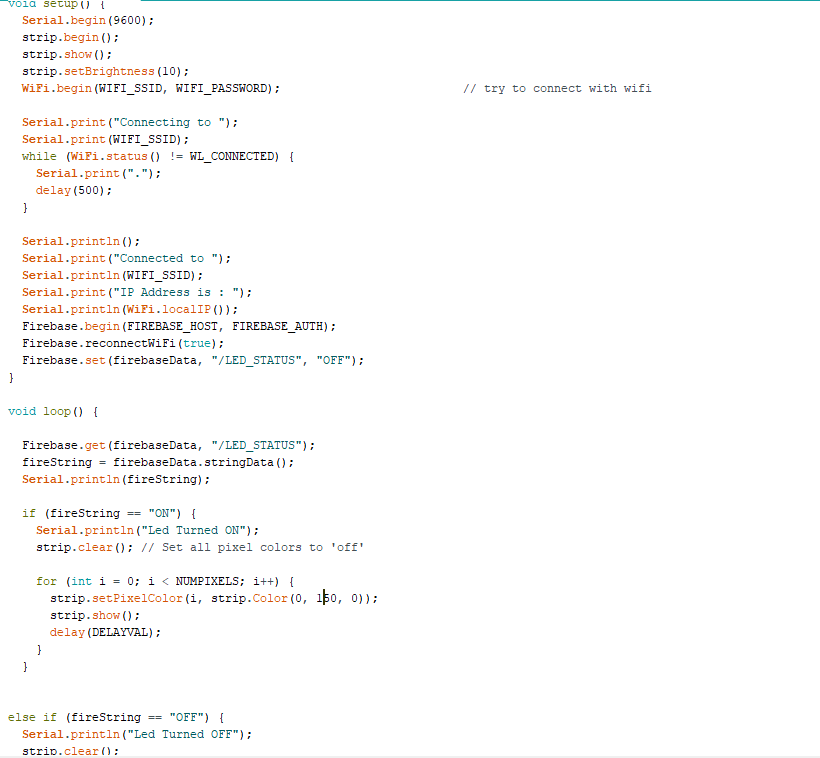 void setup() {
  Serial.begin(9600);
  strip.begin();
  strip.show();
  strip.setBrightness(10);
  WiFi.begin(WIFI_SSID, WIFI_PASSWORD);                          // try to connect with wifi

  Serial.print("Connecting to ");
  Serial.print(WIFI_SSID);
  while (WiFi.status() != WL_CONNECTED) {
    Serial.print(".");
    delay(500);
  }

  Serial.println();
  Serial.print("Connected to ");
  Serial.println(WIFI_SSID);
  Serial.print("IP Address is : ");
  Serial.println(WiFi.localIP());
  Firebase.begin(FIREBASE_HOST, FIREBASE_AUTH);
  Firebase.reconnectWiFi(true);
  Firebase.set(firebaseData, "/LED_STATUS", "OFF");
}

void loop() {

  Firebase.get(firebaseData, "/LED_STATUS");
  fireString = firebaseData.stringData();
  Serial.println(fireString);

  if (fireString == "ON") {
    Serial.println("Led Turned ON");
    strip.clear(); // Set all pixel colors to 'off'

    for (int i = 0; i < NUMPIXELS; i++) {
      strip.setPixelColor(i, strip.Color(0, 150, 0));
      strip.show();
      delay(DELAYVAL);
    }
  }


else if (fireString == "OFF") {
  Serial.println("Led Turned OFF");
  strip.clear();